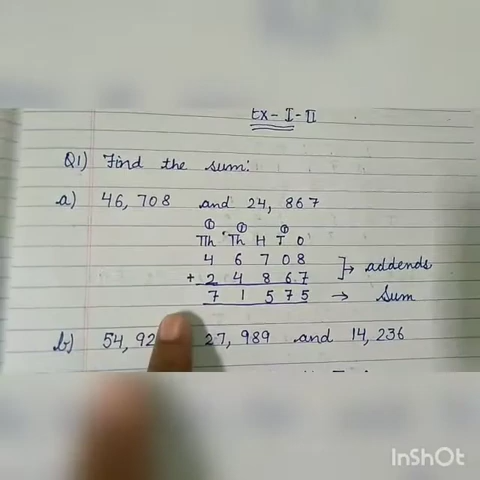 Ex - I - II
Q1) Find the sum:
a) 46,708 and 24,867
① ① ①
Th Th H T O
4 6 7 0 8
+ 2 4 8 6 7 → addends
7 1 5 7 5 → Sum
b) 54,92 27,989 and 14,236
InShOt